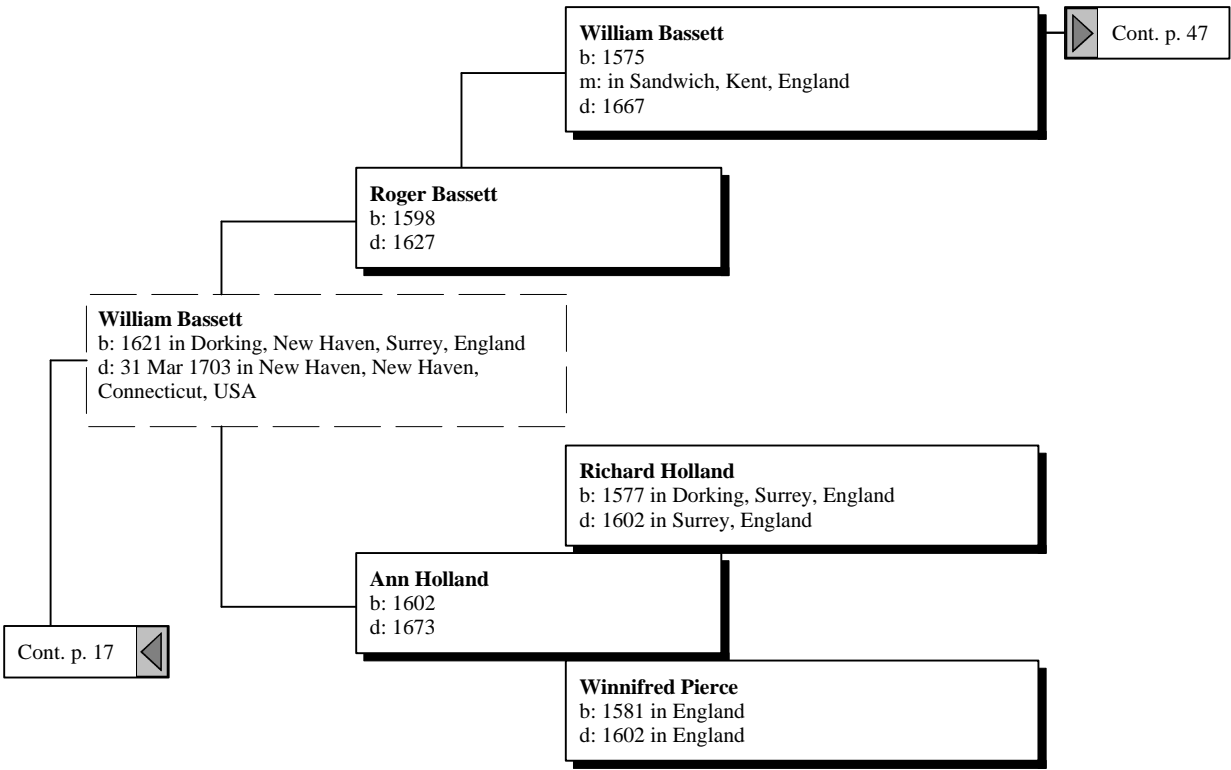 William Bassett
b: 1575
m: in Sandwich, Kent, England
d: 1667
Cont. p. 47
Roger Bassett
b: 1598
d: 1627
William Bassett
b: 1621 in Dorking, New Haven, Surrey, England
d: 31 Mar 1703 in New Haven, New Haven,
Connecticut, USA
Richard Holland
b: 1577 in Dorking, Surrey, England
d: 1602 in Surrey, England
Ann Holland
b: 1602
d: 1673
Cont. p. 17
Winnifred Pierce
b: 1581 in England
d: 1602 in England